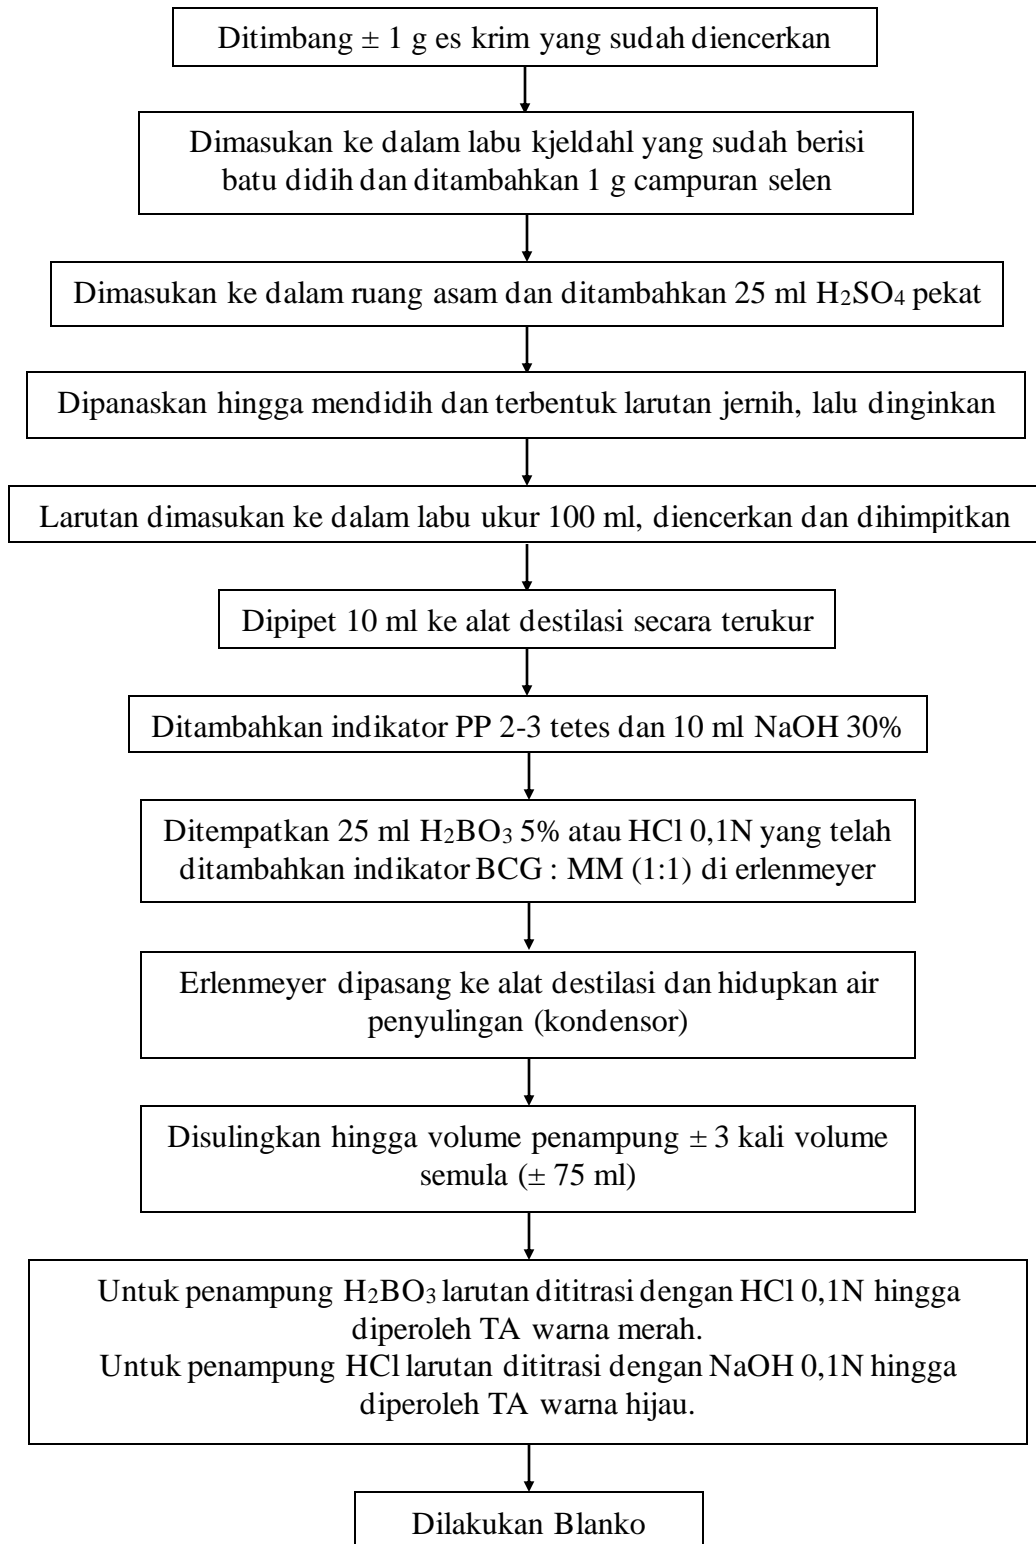 Ditimbang ± 1 g es krim yang sudah diencerkan
Dimasukan ke dalam labu kjeldahl yang sudah berisi
batu didih dan ditambahkan 1 g campuran selen
Dimasukan ke dalam ruang asam dan ditambahkan 25 ml H₂SO₄ pekat
Dipanaskan hingga mendidih dan terbentuk larutan jernih, lalu dinginkan
Larutan dimasukan ke dalam labu ukur 100 ml, diencerkan dan dihimpitkan
Dipipet 10 ml ke alat destilasi secara terukur
Ditambahkan indikator PP 2-3 tetes dan 10 ml NaOH 30%
Ditempatkan 25 ml H₂BO₃ 5% atau HCl 0,1N yang telah
ditambahkan indikator BCG : MM (1:1) di erlenmeyer
Erlenmeyer dipasang ke alat destilasi dan hidupkan air
penyulingan (kondensor)
Disulingkan hingga volume penampung ± 3 kali volume
semula (± 75 ml)
Untuk penampung H₂BO₃ larutan dititrasi dengan HCl 0,1N hingga
diperoleh TA warna merah.
Untuk penampung HCl larutan dititrasi dengan NaOH 0,1N hingga
diperoleh TA warna hijau.
Dilakukan Blanko